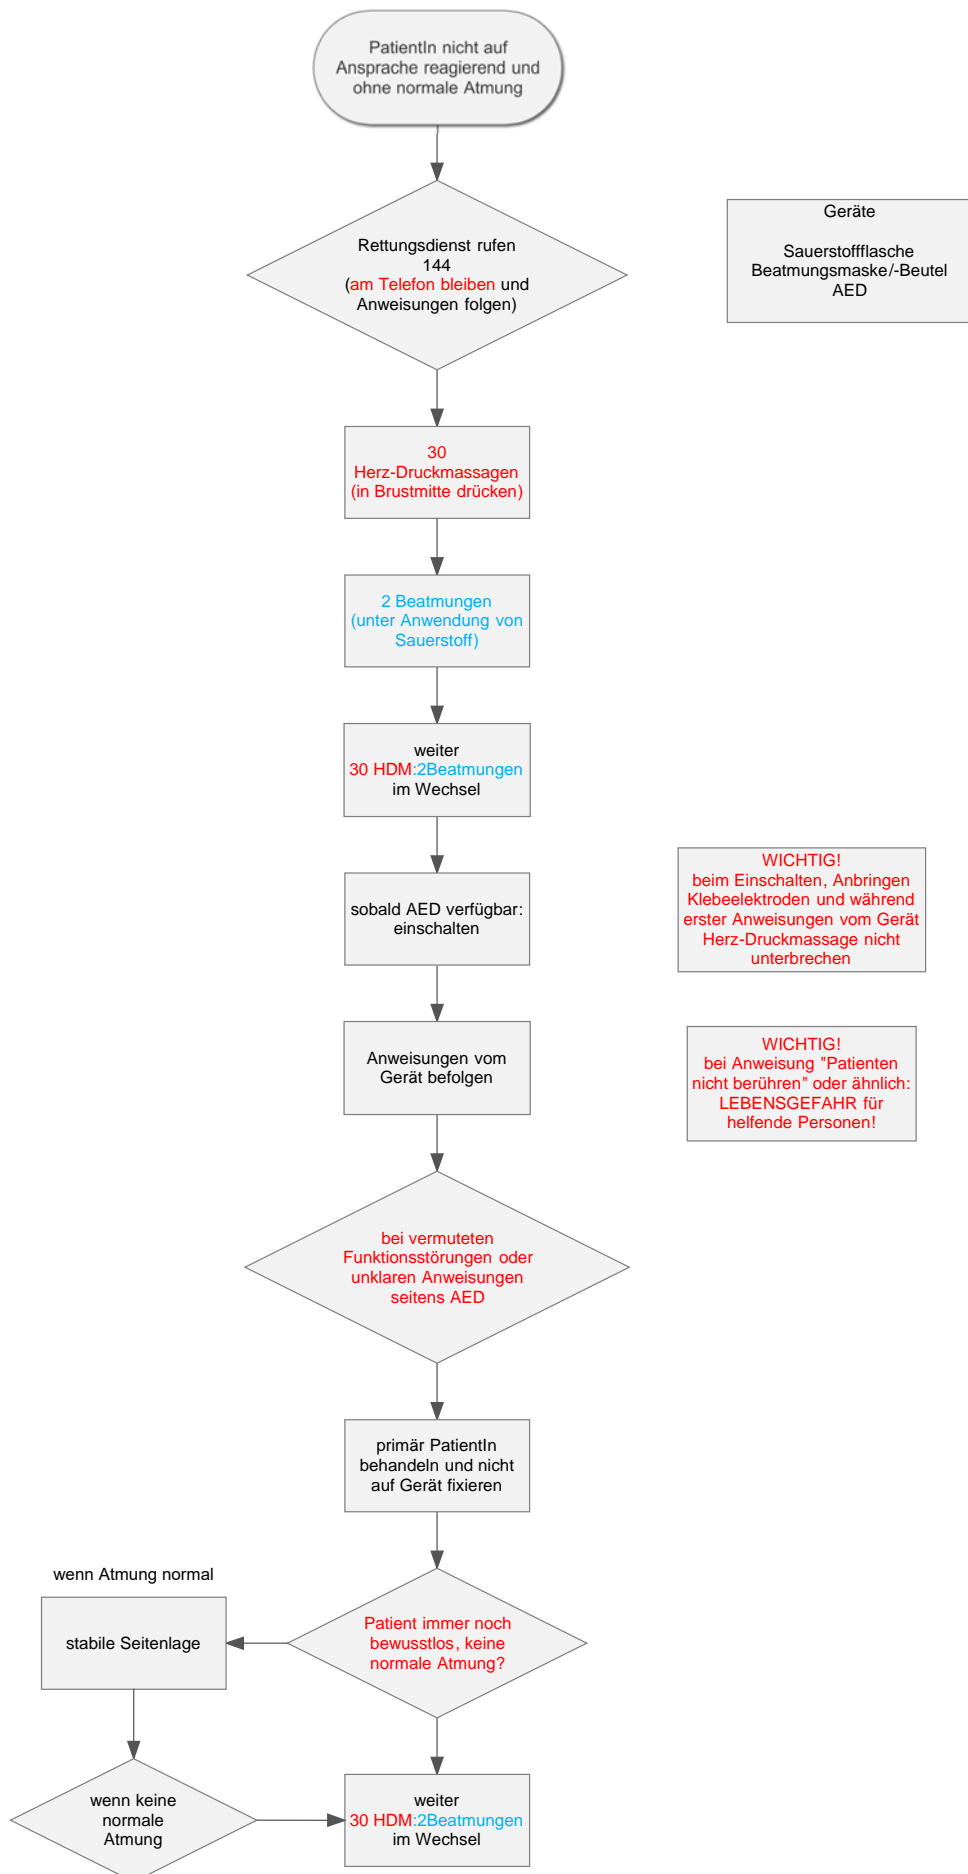 PatientIn nicht auf
Ansprache reagierend und
ohne normale Atmung
Rettungsdienst rufen
144
(am Telefon bleiben und
Anweisungen folgen)
Geräte
Sauerstoffflasche
Beatmungsmaske/-Beutel
AED
30
Herz-Druckmassagen
(in Brustmitte drücken)
2 Beatmungen
(unter Anwendung von
Sauerstoff)
weiter
30 HDM:2Beatmungen
im Wechsel
sobald AED verfügbar:
einschalten
WICHTIG!
beim Einschalten, Anbringen
Klebeelektroden und während
erster Anweisungen vom Gerät
Herz-Druckmassage nicht
unterbrechen
Anweisungen vom
Gerät befolgen
WICHTIG!
bei Anweisung "Patienten
nicht berühren" oder ähnlich:
LEBENSGEFAHR für
helfende Personen!
bei vermuteten
Funktionsstörungen oder
unklaren Anweisungen
seitens AED
primär PatientIn
behandeln und nicht
auf Gerät fixieren
wenn Atmung normal
stabile Seitenlage
Patient immer noch
bewusstlos, keine
normale Atmung?
wenn keine
normale
Atmung
weiter
30 HDM:2Beatmungen
im Wechsel